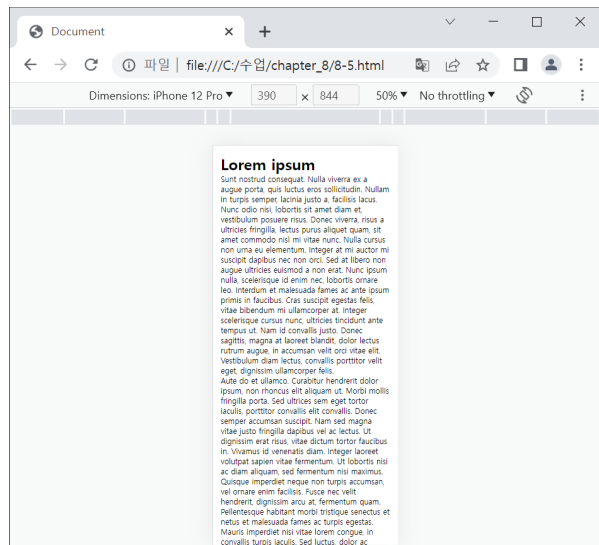 Document
파일 file:///C:/수업/chapter_8/8-5.html
Dimensions: iPhone 12 Pro ▼ 390 × 844 50% ▼ No throttling ▼
Lorem ipsum
Sunt nostrud consequat. Nulla viverra ex a
augue porta, quis luctus eros sollicitudin. Nullam
in turpis semper, lacinia justo a, facilisis lacus.
Nunc odio nisi, lobortis sit amet diam et,
vestibulum posuere risus. Donec viverra, risus a
ultricies fringilla, lectus purus aliquet quam, sit
amet commodo nisl mi vitae nunc. Nulla cursus
non urna eu elementum. Integer at mi auctor mi
suscipit dapibus nec non orci. Sed at libero non
augue ultricies euismod a non erat. Nunc ipsum
nulla, scelerisque id enim nec, lobortis ornare
leo. Interdum et malesuada fames ac ante ipsum
primis in faucibus. Cras suscipit egestas felis,
vitae bibendum mi ullamcorper at. Integer
scelerisque cursus nunc, ultricies tincidunt ante
tempus ut. Nam id convallis justo. Donec
sagittis, magna at laoreet blandit, dolor lectus
rutrum augue, in accumsan velit orci vitae elit.
Vestibulum diam lectus, convallis porttitor velit
eget, dignissim ullamcorper felis.
Aute do et ullamco. Curabitur hendrerit dolor
ipsum, non rhoncus elit aliquam ut. Morbi mollis
fringilla porta. Sed ultrices sem eget tortor
iaculis, porttitor convallis elit convallis. Donec
semper accumsan suscipit. Nam sed magna
vitae justo fringilla dapibus vel ac lectus. Ut
dignissim erat risus, vitae dictum tortor faucibus
in. Vivamus id venenatis diam. Integer laoreet
volutpat sapien vitae fermentum. Ut lobortis nisi
ac diam aliquam, sed fermentum nisi maximus.
Quisque imperdiet neque non turpis accumsan,
vel ornare enim facilisis. Fusce nec velit
hendrerit, dignissim arcu at, fermentum quam.
Pellentesque habitant morbi tristique senectus et
netus et malesuada fames ac turpis egestas.
Mauris imperdiet nisi vitae lorem congue, in
convallis turpis iaculis. Sed luctus, dolor ac